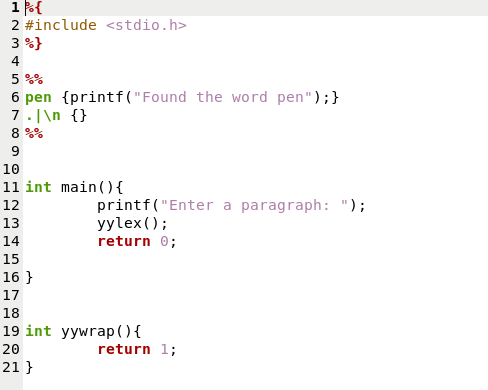 1 %{
2 #include <stdio.h>
3 %}
4
5 %%
6 pen {printf("Found the word pen");}
7 .|\n {}
8 %%
9
10
11 int main(){
12         printf("Enter a paragraph: ");
13         yylex();
14         return 0;
15
16 }
17
18
19 int yywrap(){
20         return 1;
21 }